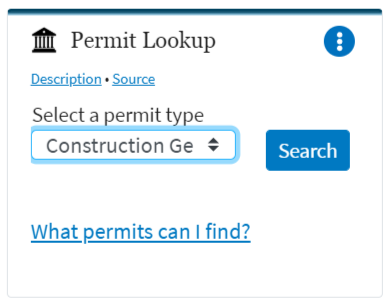 Permit Lookup
Description • Source
Select a permit type
Construction Ge
Search
What permits can I find?